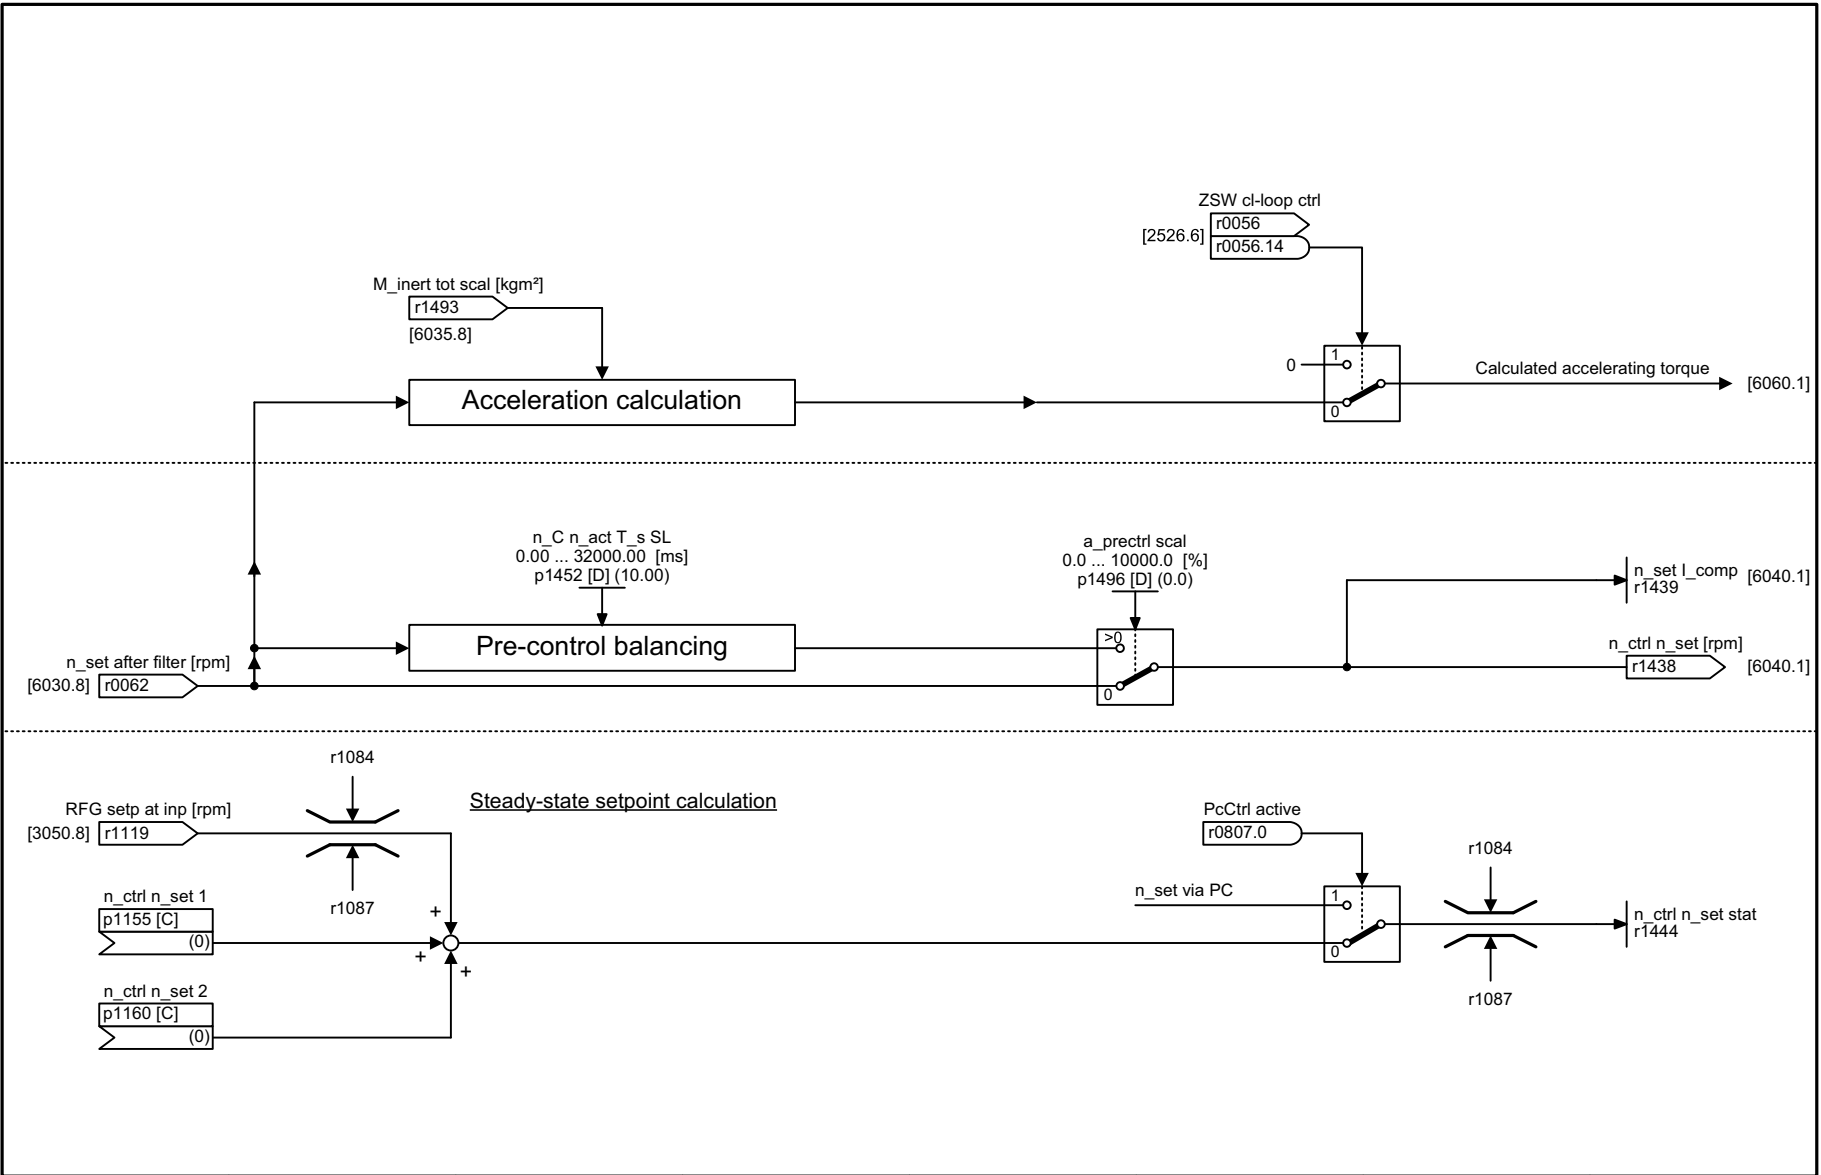 ZSW cl-loop ctrl
r0056
[2526.6]
r0056.14
M_inert tot scal [kgm²]
r1493
[6035.8]
1
0
0
Acceleration calculation
Calculated accelerating torque
[6060.1]
n_C n_act T_s SL
0.00 ... 32000.00 [ms]
p1452 [D] (10.00)
a_prectrl scal
0.0 ... 10000.0 [%]
p1496 [D] (0.0)
n_set I_comp
r1439
[6040.1]
Pre-control balancing
>0
0
n_set after filter [rpm]
[6030.8]
r0062
n_ctrl n_set [rpm]
r1438
[6040.1]
r1084
RFG setp at inp [rpm]
[3050.8]
r1119
r1087
Steady-state setpoint calculation
PcCtrl active
r0807.0
n_set via PC
1
0
r1084
r1087
n_ctrl n_set stat
r1444
n_ctrl n_set 1
p1155 [C]
(0)
+
+
+
n_ctrl n_set 2
p1160 [C]
(0)